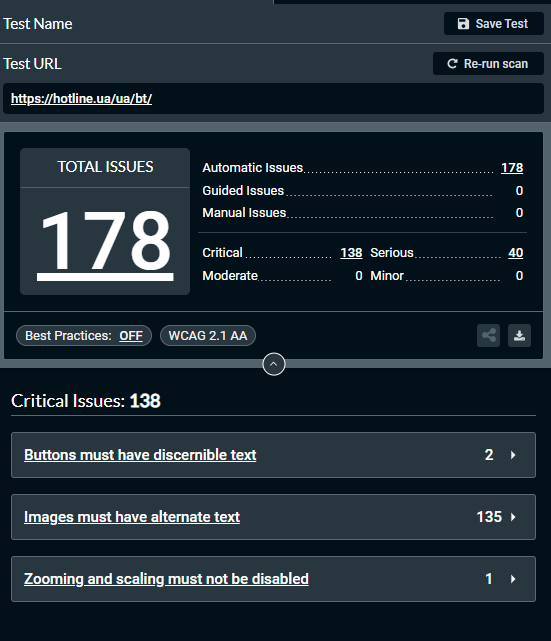 Test Name
Save Test
Test URL
Re-run scan
https://hotline.ua/ua/bt/
TOTAL ISSUES
178
Automatic Issues 178
Guided Issues 0
Manual Issues 0
Critical 138 Serious 40
Moderate 0 Minor 0
Best Practices: OFF
WCAG 2.1 AA
Critical Issues: 138
Buttons must have discernible text 2
Images must have alternate text 135
Zooming and scaling must not be disabled 1